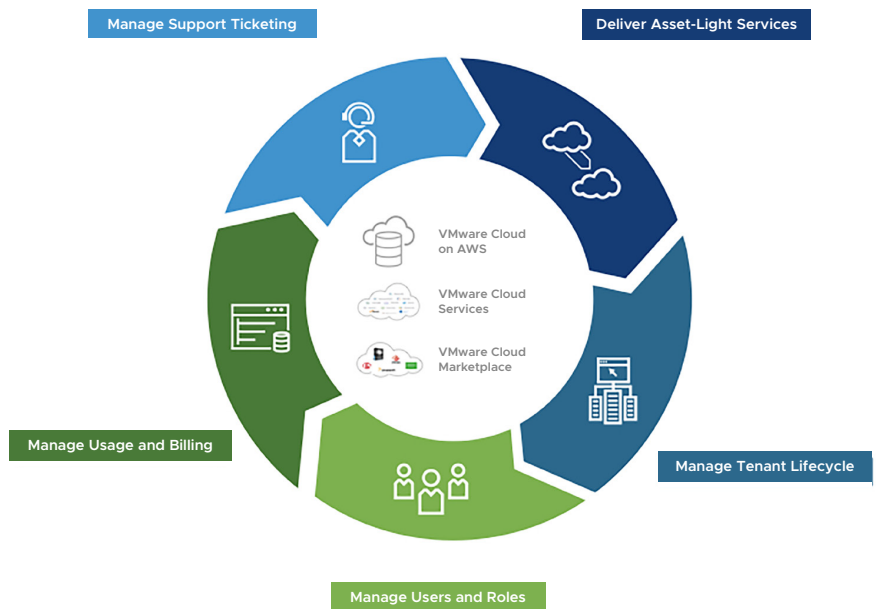 Manage Support Ticketing
Deliver Asset-Light Services
VMware Cloud
on AWS
VMware Cloud
Services
VMware Cloud
Marketplace
Manage Usage and Billing
Manage Tenant Lifecycle
Manage Users and Roles